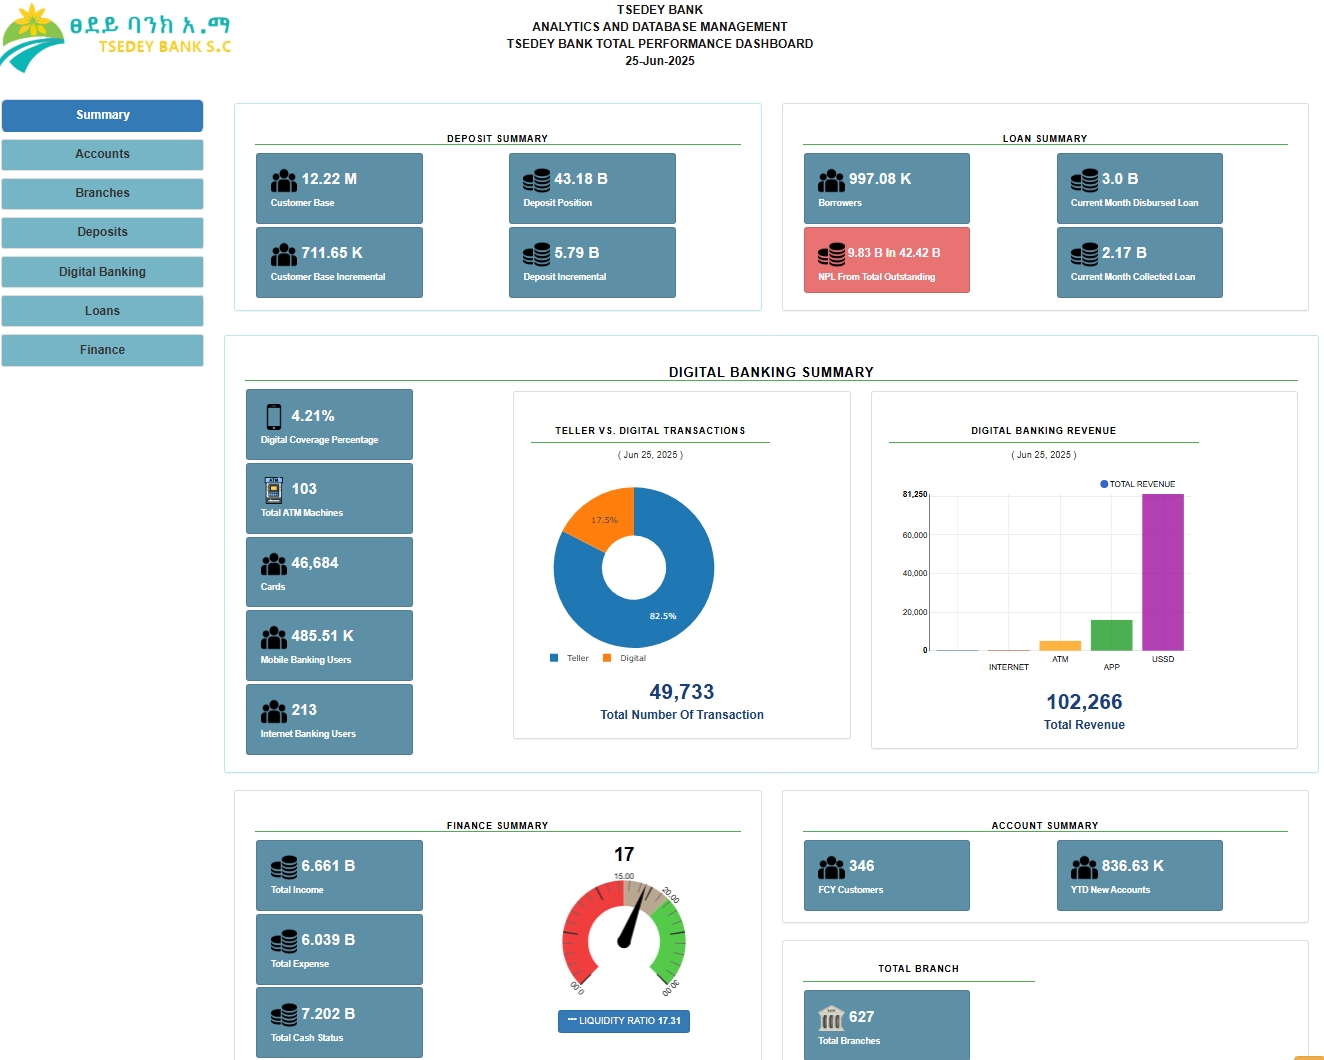 ፀደይ ባንክ አ.ማ
TSEDEY BANK S.C
TSEDEY BANK
ANALYTICS AND DATABASE MANAGEMENT
TSEDEY BANK TOTAL PERFORMANCE DASHBOARD
25-Jun-2025
Summary
Accounts
Branches
Deposits
Digital Banking
Loans
Finance
DEPOSIT SUMMARY
12.22 M
Customer Base
43.18 B
Deposit Position
711.65 K
Customer Base Incremental
5.79 B
Deposit Incremental
LOAN SUMMARY
997.08 K
Borrowers
3.0 B
Current Month Disbursed Loan
9.83 B In 42.42 B
NPL From Total Outstanding
2.17 B
Current Month Collected Loan
DIGITAL BANKING SUMMARY
4.21%
Digital Coverage Percentage
ATM
103
Total ATM Machines
46,684
Cards
485.51 K
Mobile Banking Users
213
Internet Banking Users
TELLER VS. DIGITAL TRANSACTIONS
( Jun 25, 2025 )
17.5%
82.5%
Teller
Digital
49,733
Total Number Of Transaction
DIGITAL BANKING REVENUE
( Jun 25, 2025 )
TOTAL REVENUE
81,250
60,000
40,000
20,000
0
INTERNET
ATM
APP
USSD
102,266
Total Revenue
FINANCE SUMMARY
6.661 B
Total Income
6.039 B
Total Expense
7.202 B
Total Cash Status
17
15.00
20.00
0.00
30.00
LIQUIDITY RATIO 17.31
ACCOUNT SUMMARY
346
FCY Customers
836.63 K
YTD New Accounts
TOTAL BRANCH
627
Total Branches